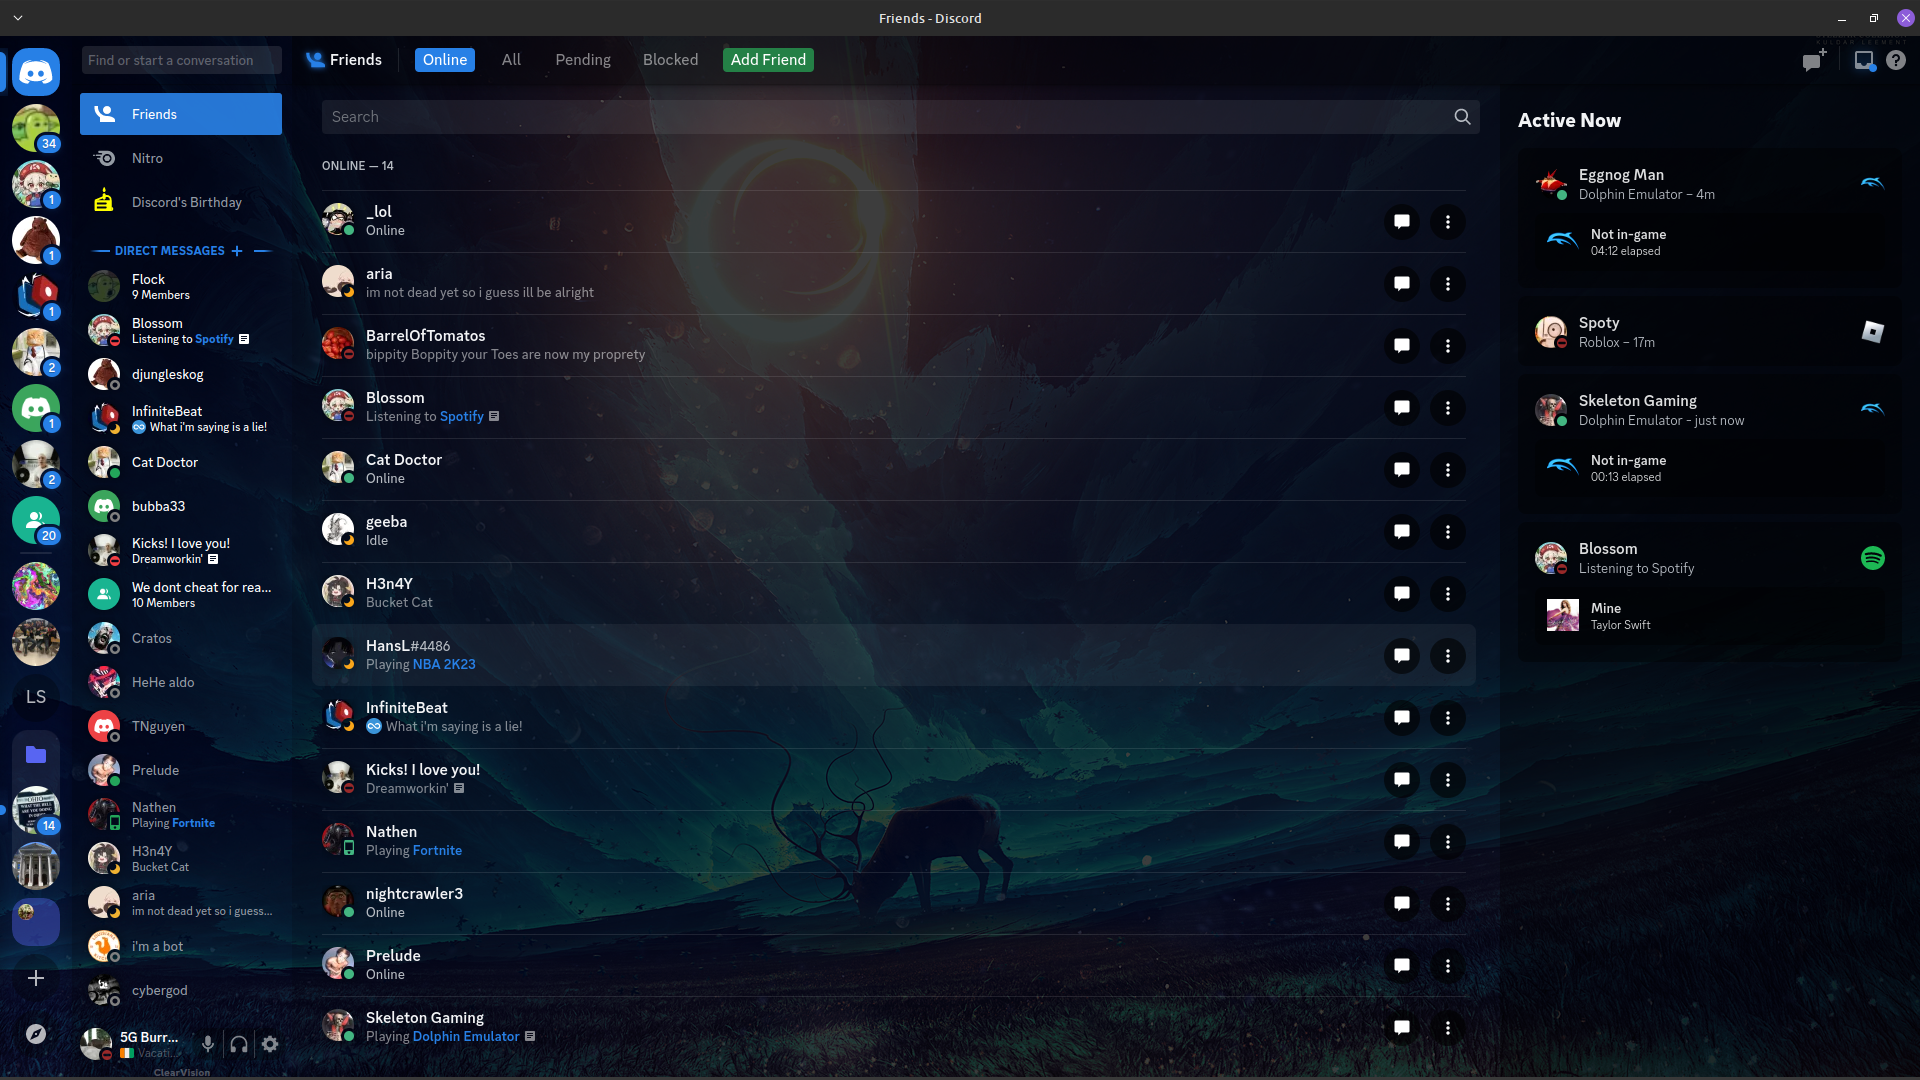 Friends - Discord
Find or start a conversation
Friends
Online
All
Pending
Blocked
Add Friend
34
1
1
1
2
1
2
20
LS
14
Friends
Nitro
Discord's Birthday
DIRECT MESSAGES
Flock
9 Members
Blossom
Listening to Spotify
djungleskog
InfiniteBeat
What i'm saying is a lie!
Cat Doctor
bubba33
Kicks! I love you!
Dreamworkin'
We dont cheat for rea...
10 Members
Cratos
HeHe aldo
TNguyen
Prelude
Nathen
Playing Fortnite
H3n4Y
Bucket Cat
aria
im not dead yet so i guess...
i'm a bot
cybergod
5G Burr...
Vacati...
ClearVision
Search
ONLINE — 14
_lol
Online
aria
im not dead yet so i guess ill be alright
BarrelOfTomatos
bippity Boppity your Toes are now my proprety
Blossom
Listening to Spotify
Cat Doctor
Online
geeba
Idle
H3n4Y
Bucket Cat
HansL#4486
Playing NBA 2K23
InfiniteBeat
What i'm saying is a lie!
Kicks! I love you!
Dreamworkin'
Nathen
Playing Fortnite
nightcrawler3
Online
Prelude
Online
Skeleton Gaming
Playing Dolphin Emulator
Active Now
Eggnog Man
Dolphin Emulator – 4m
Not in-game
04:12 elapsed
Spoty
Roblox – 17m
Skeleton Gaming
Dolphin Emulator - just now
Not in-game
00:13 elapsed
Blossom
Listening to Spotify
Mine
Taylor Swift